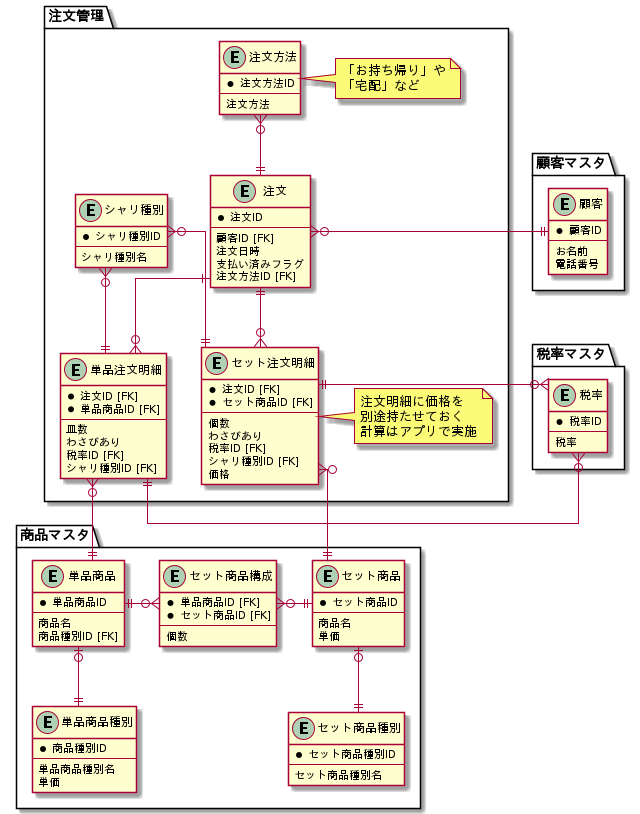 注文管理
E 注文方法
注文方法ID
注文方法
「お持ち帰り」や
「宅配」など
E 注文
注文ID
顧客ID [FK]
注文日時
支払い済みフラグ
注文方法ID [FK]
E シャリ種別
シャリ種別ID
シャリ種別名
E 単品注文明細
注文ID [FK]
単品商品ID [FK]
皿数
わさびあり
税率ID [FK]
シャリ種別ID [FK]
E セット注文明細
注文ID [FK]
セット商品ID [FK]
個数
わさびあり
税率ID [FK]
シャリ種別ID [FK]
価格
注文明細に価格を
別途持たせておく
計算はアプリで実施
顧客マスタ
E 顧客
顧客ID
お名前
電話番号
税率マスタ
E 税率
税率ID
税率
商品マスタ
E 単品商品
単品商品ID
商品名
商品種別ID [FK]
E セット商品構成
単品商品ID [FK]
セット商品ID [FK]
個数
E セット商品
セット商品ID
商品名
単価
E 単品商品種別
商品種別ID
単品商品種別名
単価
E セット商品種別
セット商品種別ID
セット商品種別名